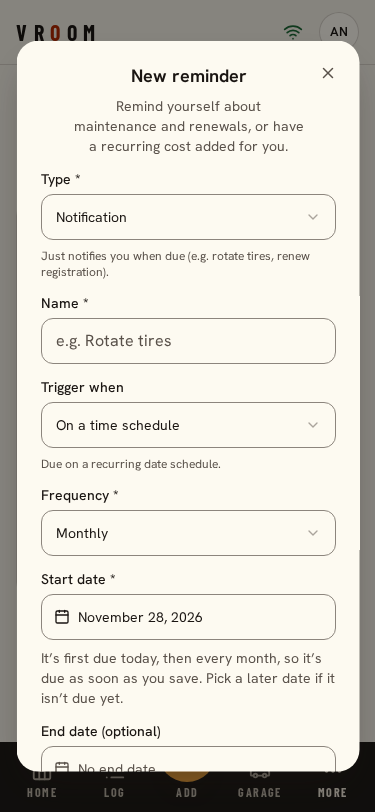 VROOM
AN
New reminder
Remind yourself about
maintenance and renewals, or have
a recurring cost added for you.
Type *
Notification
Just notifies you when due (e.g. rotate tires, renew
registration).
Name *
e.g. Rotate tires
Trigger when
On a time schedule
Due on a recurring date schedule.
Frequency *
Monthly
Start date *
November 28, 2026
It’s first due today, then every month, so it’s
due as soon as you save. Pick a later date if it
isn’t due yet.
End date (optional)
No end date
HOME
LOG
ADD
GARAGE
MORE